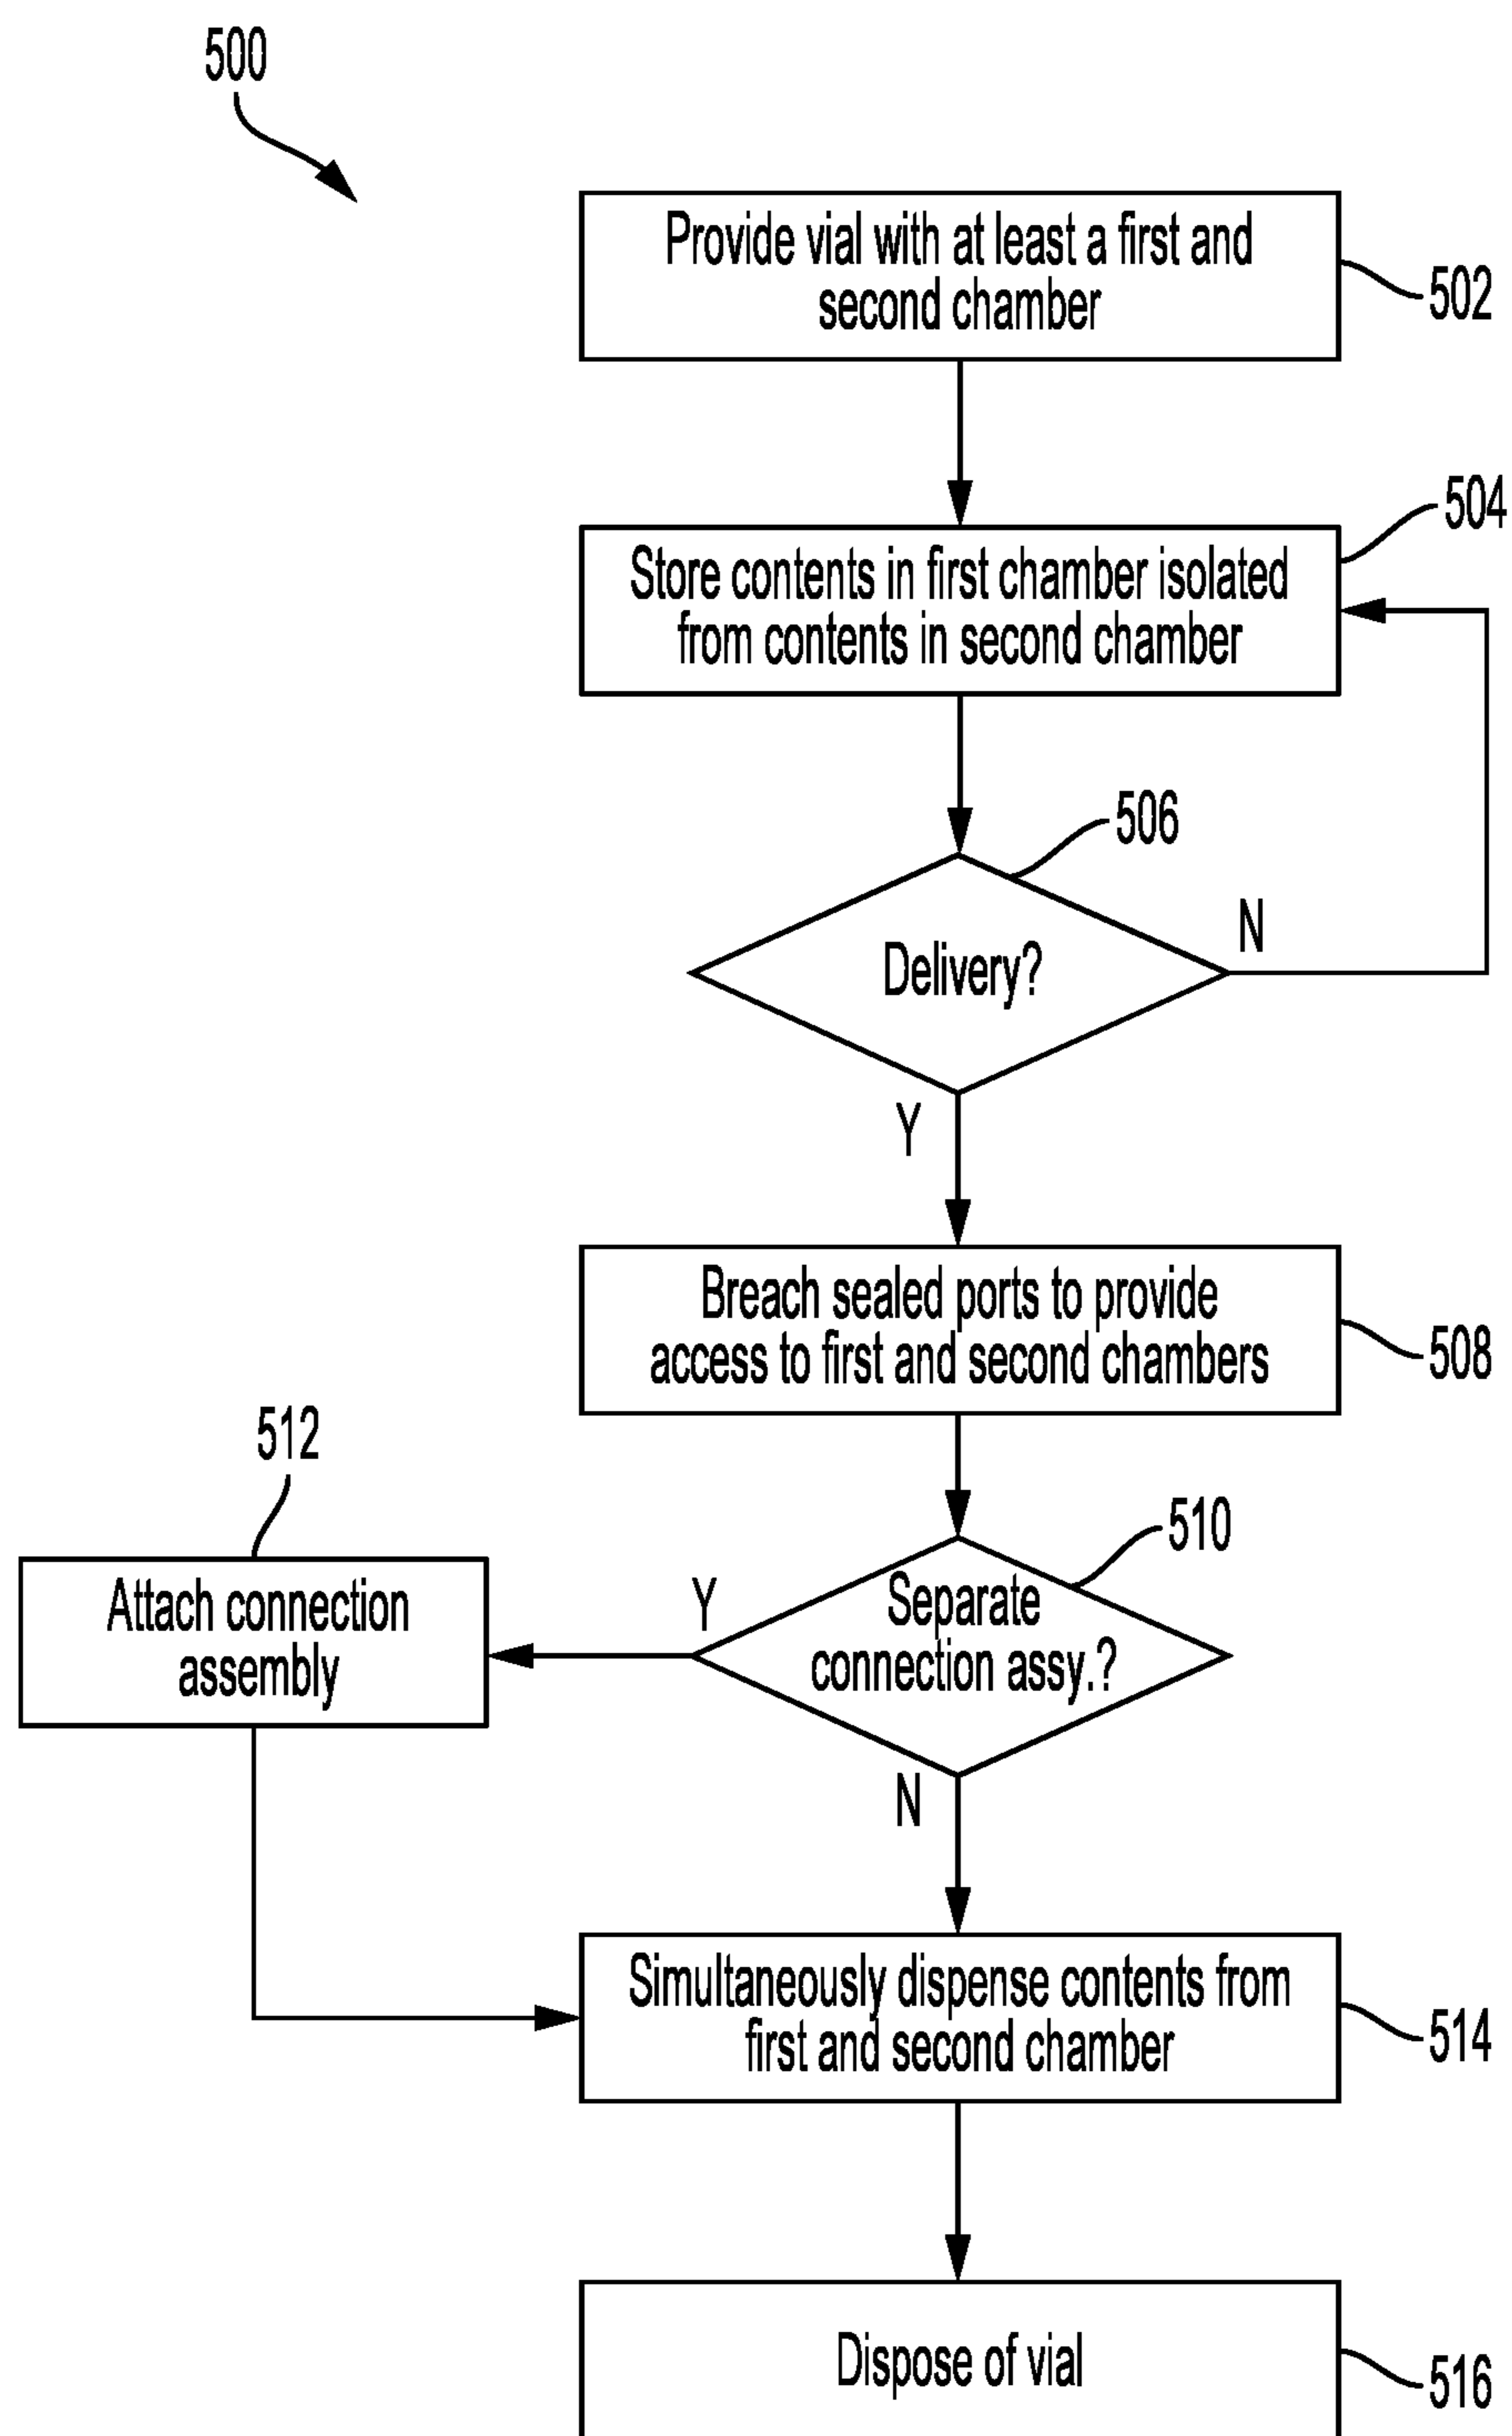 500
Provide vial with at least a first and
second chamber
502
504
Store contents in first chamber isolated
from contents in second chamber
506
Delivery?
N
Y
Breach sealed ports to provide
access to first and second chambers
508
512
510
Attach connection
assembly
Y
Separate
connection assy.?
N
Simultaneously dispense contents from
first and second chamber
514
Dispose of vial
516